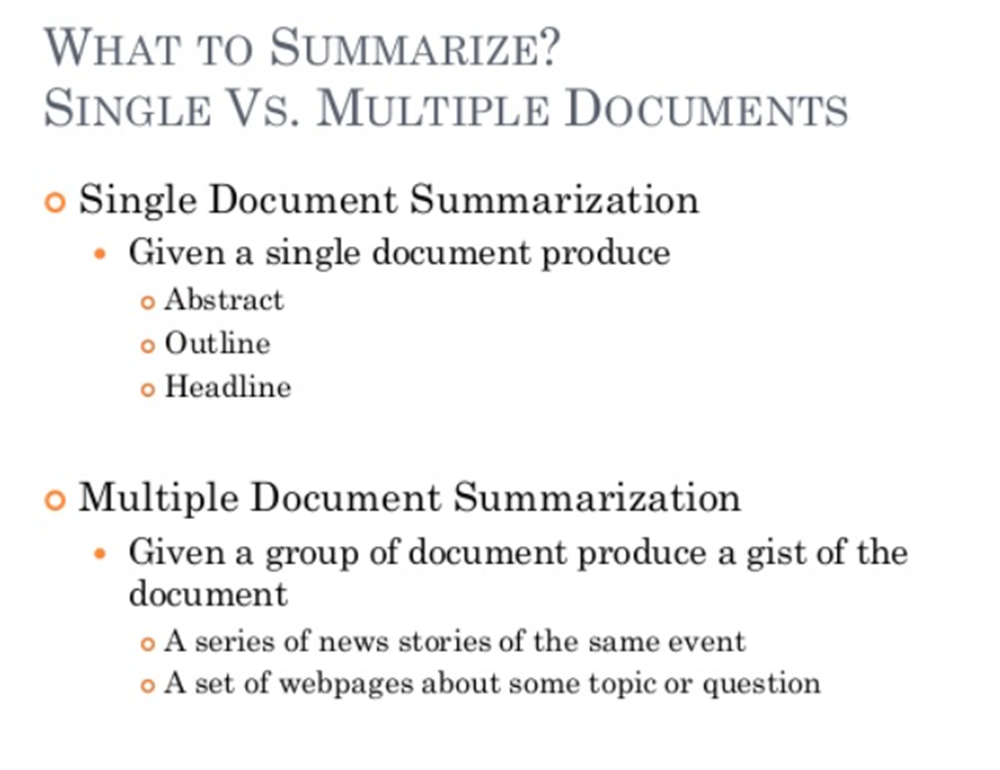 WHAT TO SUMMARIZE?
SINGLE VS. MULTIPLE DOCUMENTS
Single Document Summarization
Given a single document produce
Abstract
Outline
Headline
Multiple Document Summarization
Given a group of document produce a gist of the
document
A series of news stories of the same event
A set of webpages about some topic or question